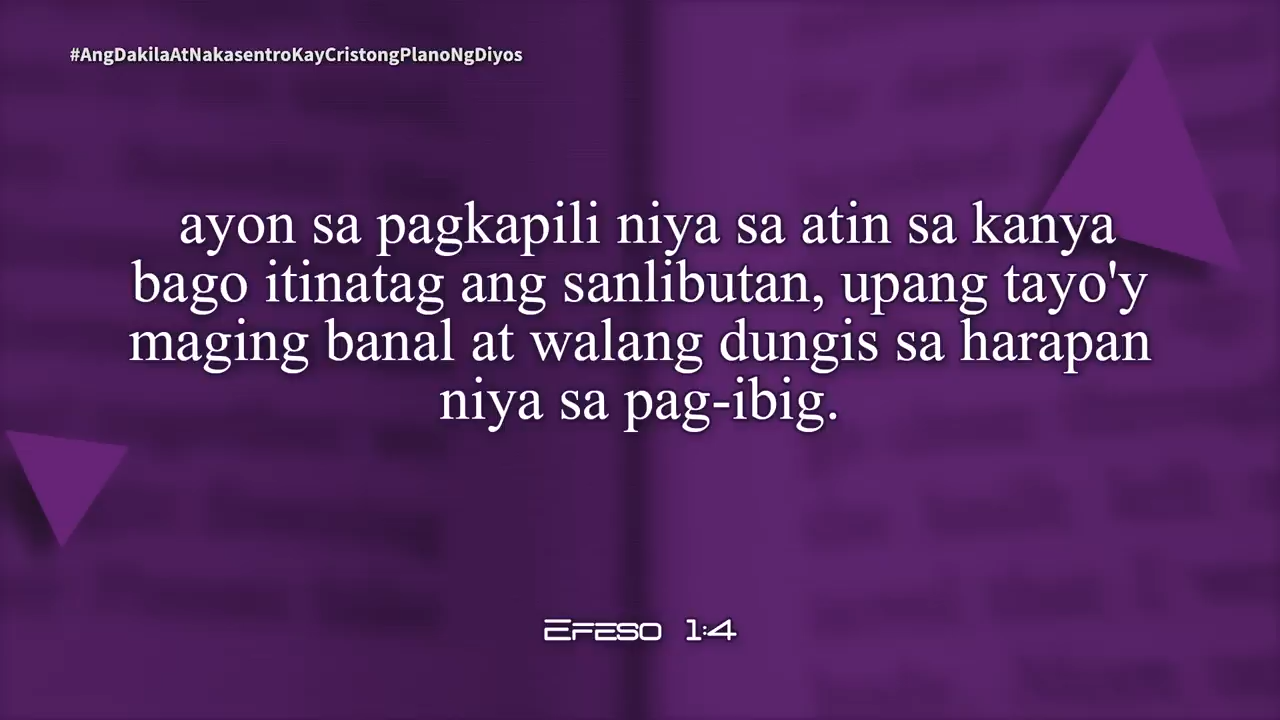 #AngDakilaAtNakasentroKayCristongPlanoNgDiyos
ayon sa pagkapili niya sa atin sa kanya
bago itinatag ang sanlibutan, upang tayo'y
maging banal at walang dungis sa harapan
niya sa pag-ibig.
Efeso 1:4